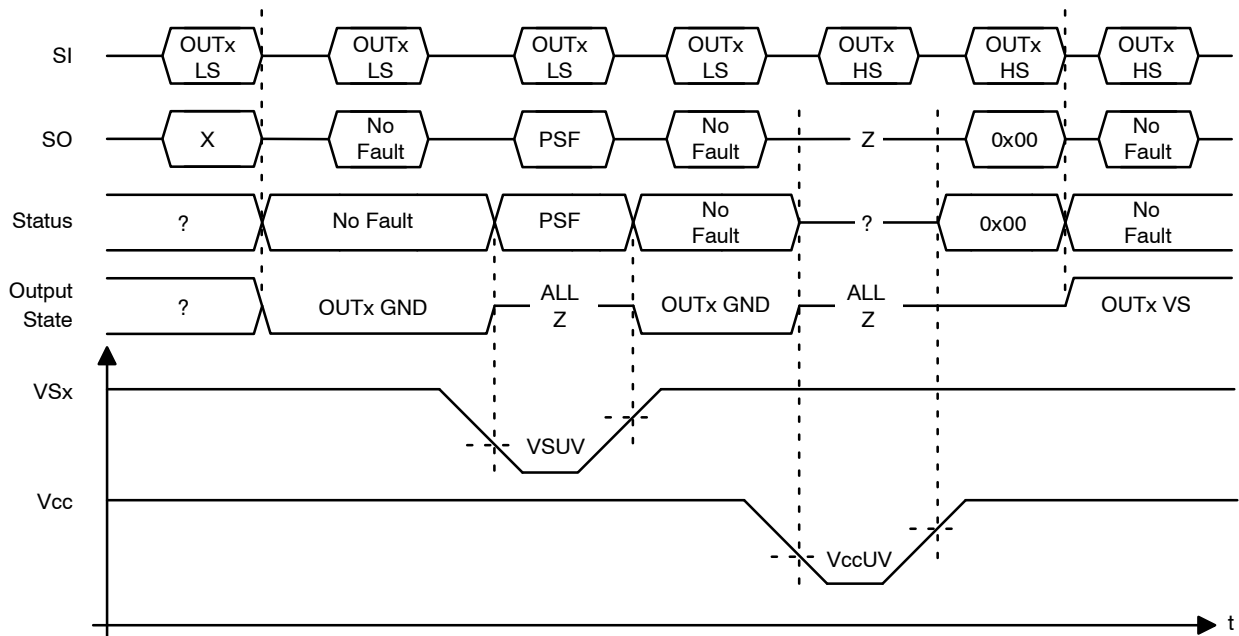 SI
OUTx
LS
OUTx
LS
OUTx
LS
OUTx
LS
OUTx
HS
OUTx
HS
OUTx
HS
SO
X
No
Fault
PSF
No
Fault
Z
0x00
No
Fault
Status
?
No Fault
PSF
No
Fault
?
0x00
No
Fault
Output
State
?
OUTx GND
ALL
Z
OUTx GND
ALL
Z
OUTx VS
VSx
VSUV
Vcc
VccUV
t